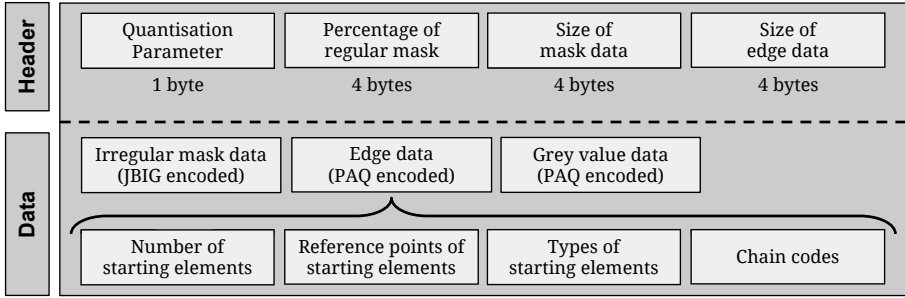 Header
Quantisation
Parameter
Percentage of
regular mask
Size of
mask data
Size of
edge data
1 byte
4 bytes
4 bytes
4 bytes
Data
Irregular mask data
(JBIG encoded)
Edge data
(PAQ encoded)
Grey value data
(PAQ encoded)
Number of
starting elements
Reference points of
starting elements
Types of
starting elements
Chain codes